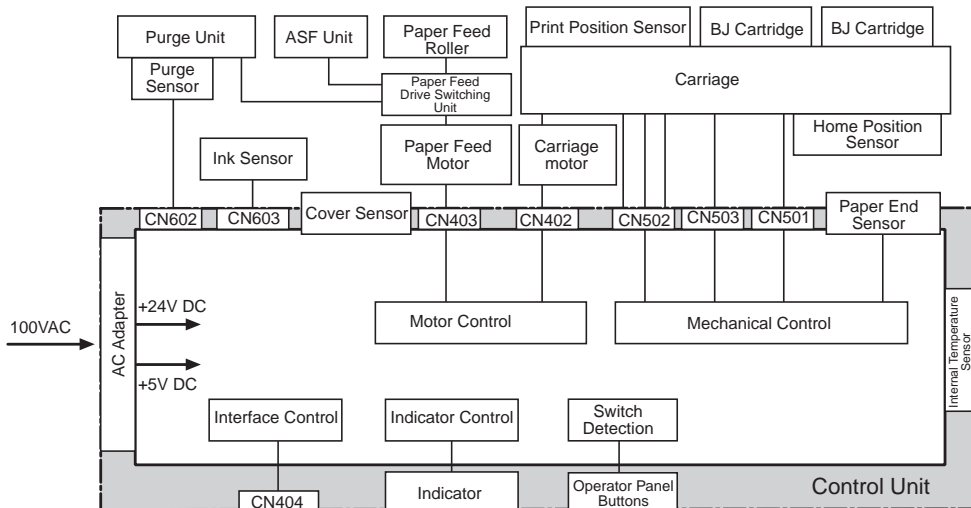 Purge Unit
ASF Unit
Paper Feed
Roller
Print Position Sensor
BJ Cartridge
BJ Cartridge
Purge
Sensor
Paper Feed
Drive Switching
Unit
Carriage
Ink Sensor
Paper Feed
Motor
Carriage
motor
Home Position
Sensor
CN602
CN603
Cover Sensor
CN403
CN402
CN502
CN503
CN501
Paper End
Sensor
100VAC
AC Adapter
+24V DC
+5V DC
Motor Control
Mechanical Control
Internal Temperature
Sensor
Interface Control
Indicator Control
Switch
Detection
CN404
Indicator
Operator Panel
Buttons
Control Unit